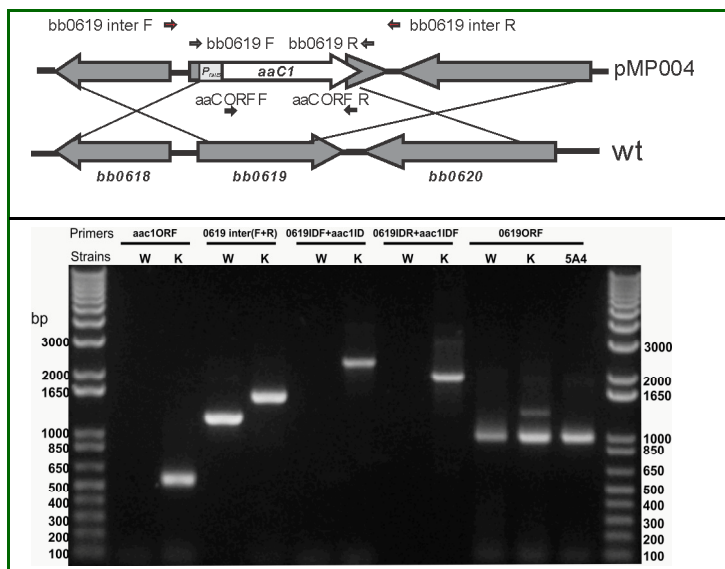 bb0619 inter F bb0619 inter R
bb0619 F bb0619 R
aaC1 pMP004
aaCORF F aaCORF R
wt
bb0618 bb0619 bb0620
Primers aac1ORF 0619 inter(F+R) 0619IDF+aac1ID 0619IDR+aac1IDF 0619ORF
Strains W K W K W K W K W K 5A4
bp
3000 3000
2000 2000
1650 1650
1000 1000
850 850
650 650
500 500
400 400
300 300
200 200
100 100